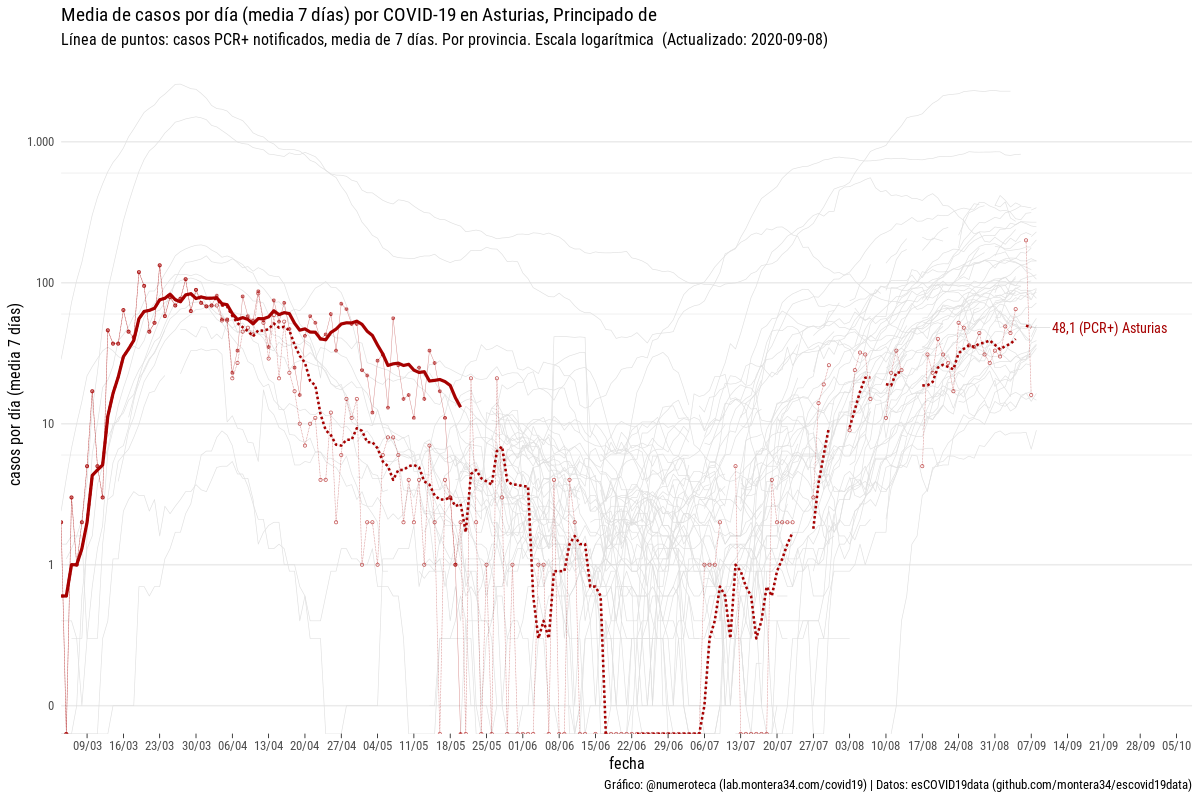 Media de casos por día (media 7 días) por COVID-19 en Asturias, Principado de
Línea de puntos: casos PCR+ notificados, media de 7 días. Por provincia. Escala logarítmica  (Actualizado: 2020-09-08)
casos por día (media 7 días)
1.000
100
10
1
0
48,1 (PCR+) Asturias
09/03 16/03 23/03 30/03 06/04 13/04 20/04 27/04 04/05 11/05 18/05 25/05 01/06 08/06 15/06 22/06 29/06 06/07 13/07 20/07 27/07 03/08 10/08 17/08 24/08 31/08 07/09 14/09 21/09 28/09 05/10
fecha
Gráfico: @numeroteca (lab.montera34.com/covid19) | Datos: esCOVID19data (github.com/montera34/escovid19data)